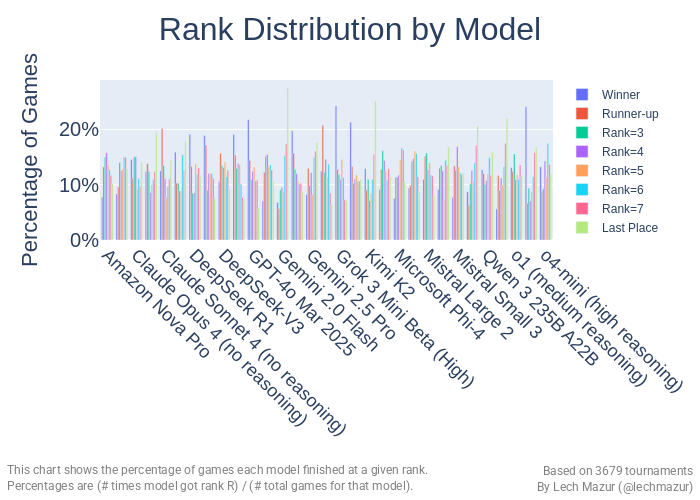 Rank Distribution by Model
Percentage of Games
20%
10%
0%
Winner
Runner-up
Rank=3
Rank=4
Rank=5
Rank=6
Rank=7
Last Place
Amazon Nova Pro
Claude Opus 4 (no reasoning)
Claude Sonnet 4 (no reasoning)
DeepSeek R1
DeepSeek-V3
GPT-4o Mar 2025
Gemini 2.0 Flash
Gemini 2.5 Pro
Grok 3 Mini Beta (High)
Kimi K2
Microsoft Phi-4
Mistral Large 2
Mistral Small 3
Qwen 3 235B A22B
o1 (medium reasoning)
o4-mini (high reasoning)
This chart shows the percentage of games each model finished at a given rank.
Percentages are (# times model got rank R) / (# total games for that model).
Based on 3679 tournaments
By Lech Mazur (@lechmazur)